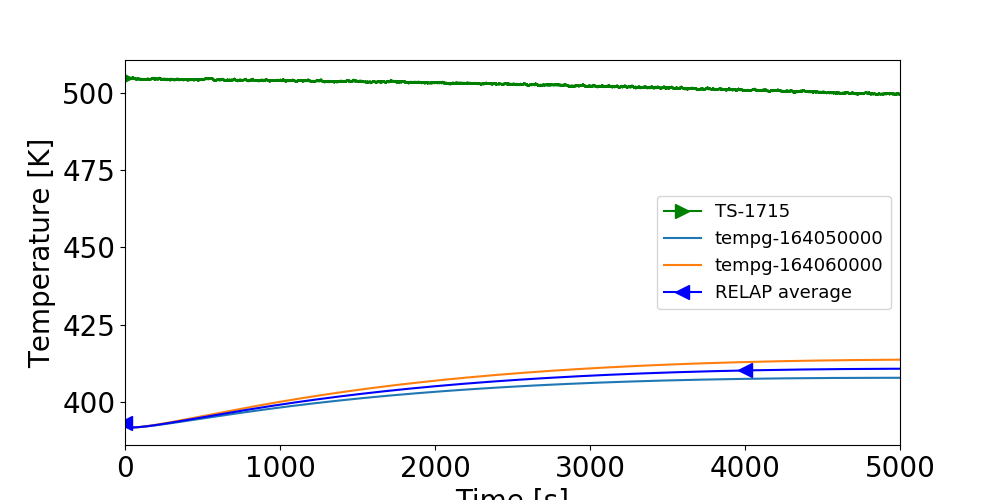 500
475
450
425
400
Temperature [K]
TS-1715
tempg-164050000
tempg-164060000
RELAP average
0 1000 2000 3000 4000 5000
Time [s]